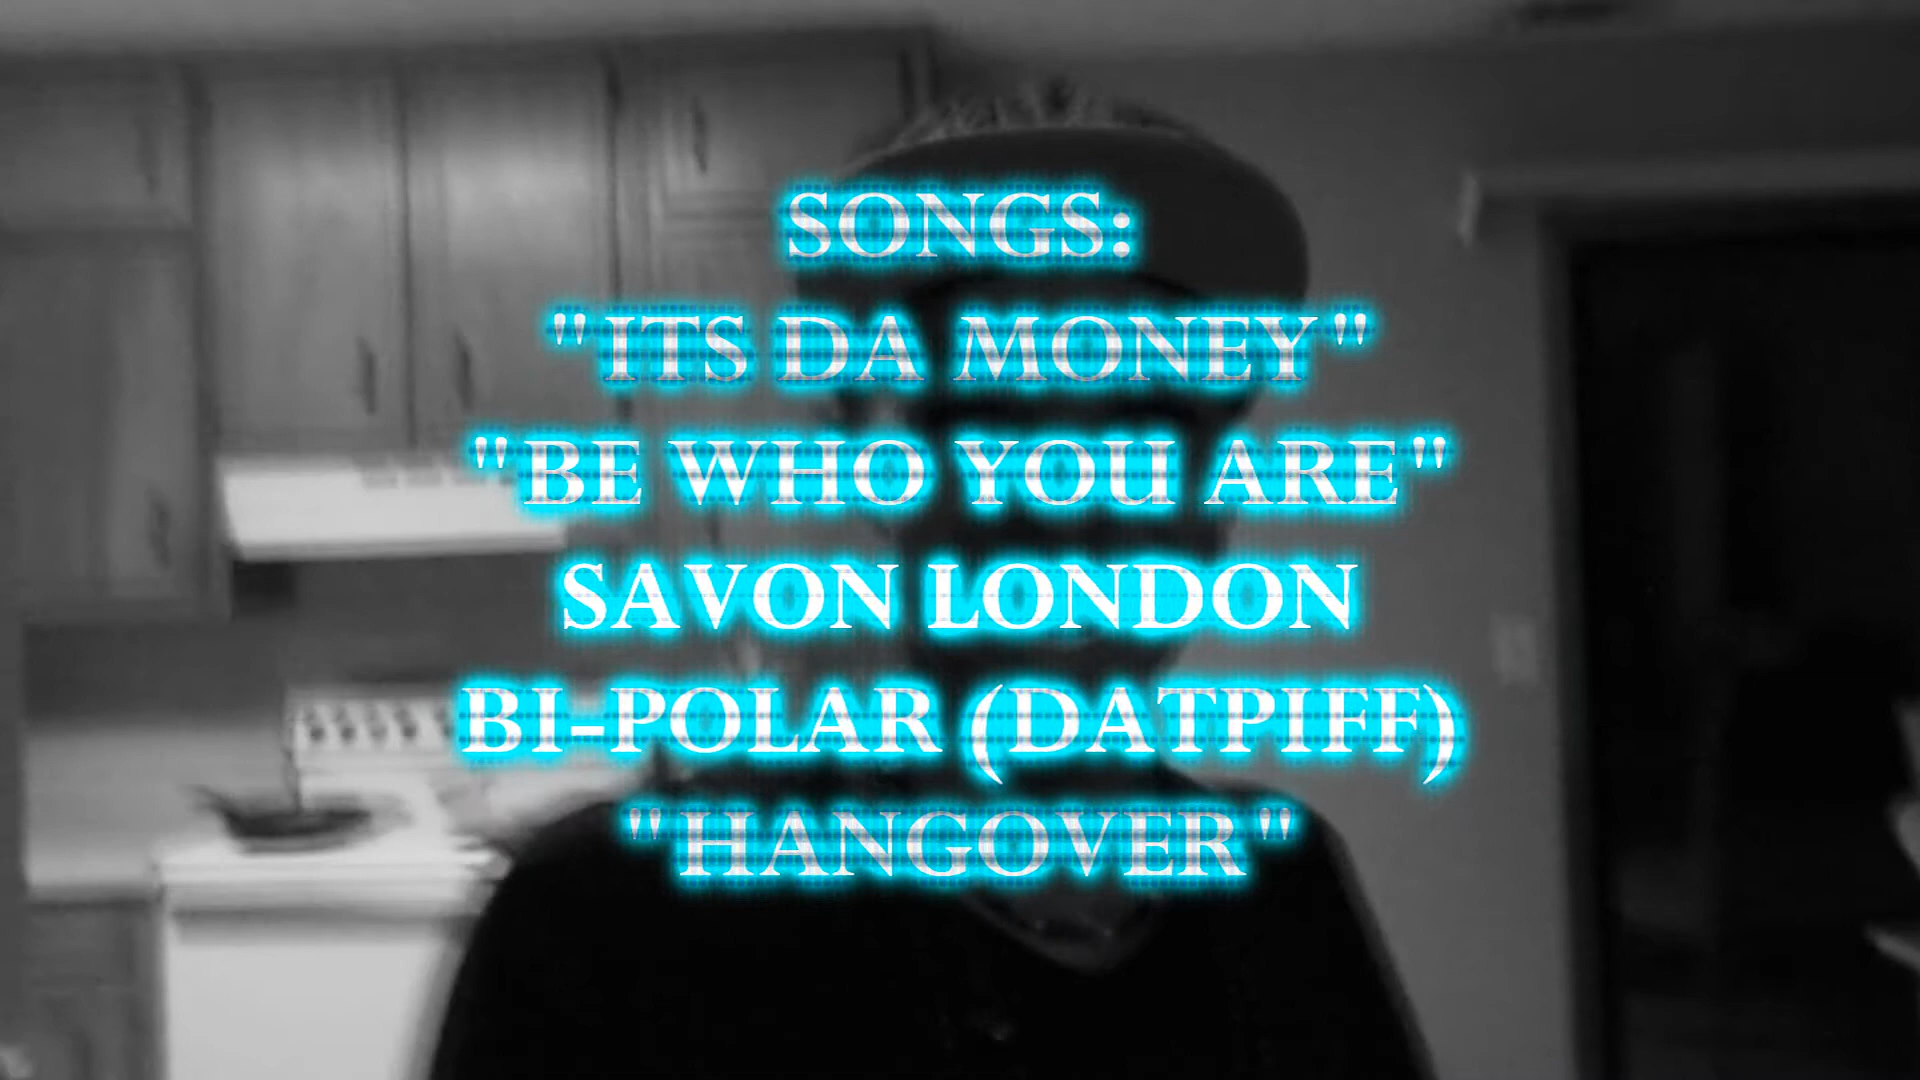 SONGS:
"ITS DA MONEY"
"BE WHO YOU ARE"
SAVON LONDON
BI-POLAR (DATPIFF)
"HANGOVER"